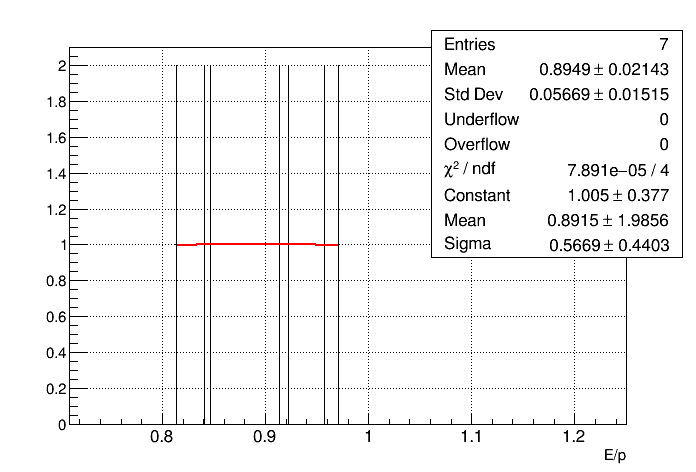 Entries 7
Mean 0.8949 ± 0.02143
Std Dev 0.05669 ± 0.01515
Underflow 0
Overflow 0
χ² / ndf 7.891e−05 / 4
Constant 1.005 ± 0.377
Mean 0.8915 ± 1.9856
Sigma 0.5669 ± 0.4403
2
1.8
1.6
1.4
1.2
1
0.8
0.6
0.4
0.2
0
0.8 0.9 1 1.1 1.2
E/p